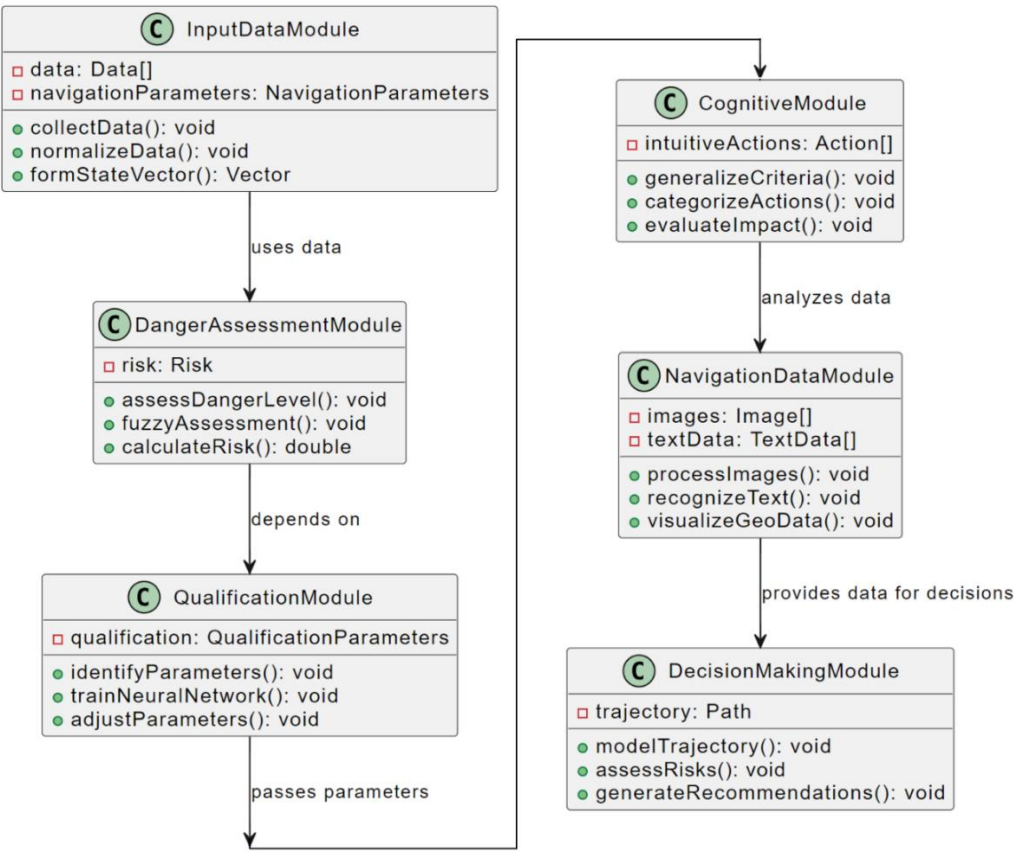 C InputDataModule
data: Data[]
navigationParameters: NavigationParameters
collectData(): void
normalizeData(): void
formStateVector(): Vector
uses data
C DangerAssessmentModule
risk: Risk
assessDangerLevel(): void
fuzzyAssessment(): void
calculateRisk(): double
depends on
C QualificationModule
qualification: QualificationParameters
identifyParameters(): void
trainNeuralNetwork(): void
adjustParameters(): void
passes parameters
C CognitiveModule
intuitiveActions: Action[]
generalizeCriteria(): void
categorizeActions(): void
evaluateImpact(): void
analyzes data
C NavigationDataModule
images: Image[]
textData: TextData[]
processImages(): void
recognizeText(): void
visualizeGeoData(): void
provides data for decisions
C DecisionMakingModule
trajectory: Path
modelTrajectory(): void
assessRisks(): void
generateRecommendations(): void